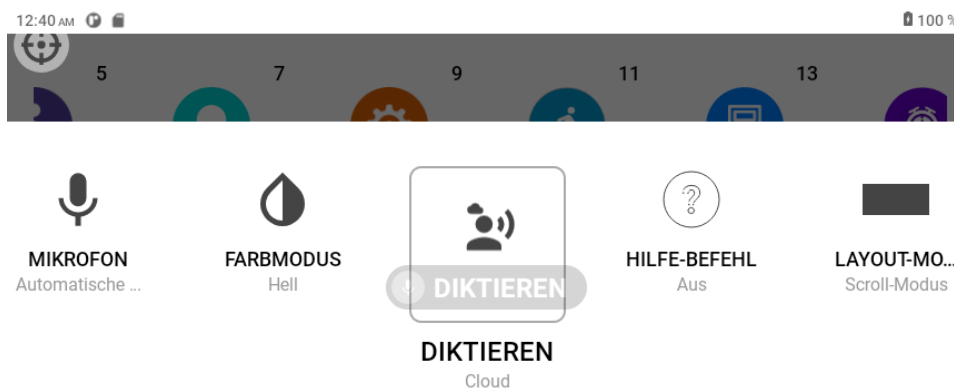 12:40 AM 100 %
5 7 9 11 13
MIKROFON FARBMODUS HILFE-BEFEHL LAYOUT-MO...
Automatische ... Hell Aus Scroll-Modus
DIKTIEREN
DIKTIEREN
Cloud